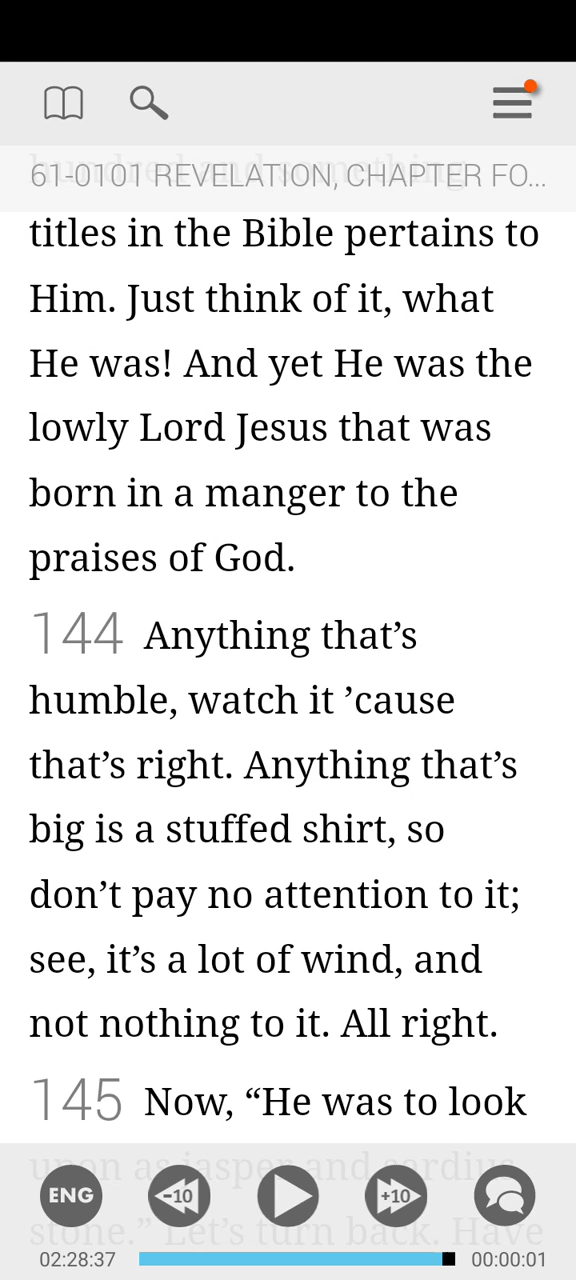 hundred and something
61-0101 REVELATION, CHAPTER FO...
titles in the Bible pertains to
Him. Just think of it, what
He was! And yet He was the
lowly Lord Jesus that was
born in a manger to the
praises of God.
144 Anything that’s
humble, watch it ’cause
that’s right. Anything that’s
big is a stuffed shirt, so
don’t pay no attention to it;
see, it’s a lot of wind, and
not nothing to it. All right.
145 Now, “He was to look
upon as jasper and sardius
ENG -10 +10
stone.” Let’s turn back. Have
02:28:37 00:00:01